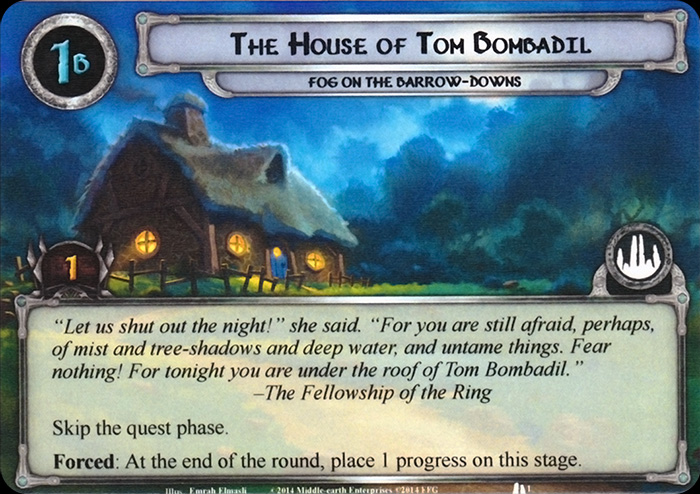 1B
THE HOUSE OF TOM BOMBADIL
FOG ON THE BARROW-DOWNS
1
"Let us shut out the night!" she said. "For you are still afraid, perhaps,
of mist and tree-shadows and deep water, and untame things. Fear
nothing! For tonight you are under the roof of Tom Bombadil."
–The Fellowship of the Ring
Skip the quest phase.
Forced: At the end of the round, place 1 progress on this stage.
Illus. Emrah Elmasli ©2014 Middle-earth Enterprises ©2014 FFG 1